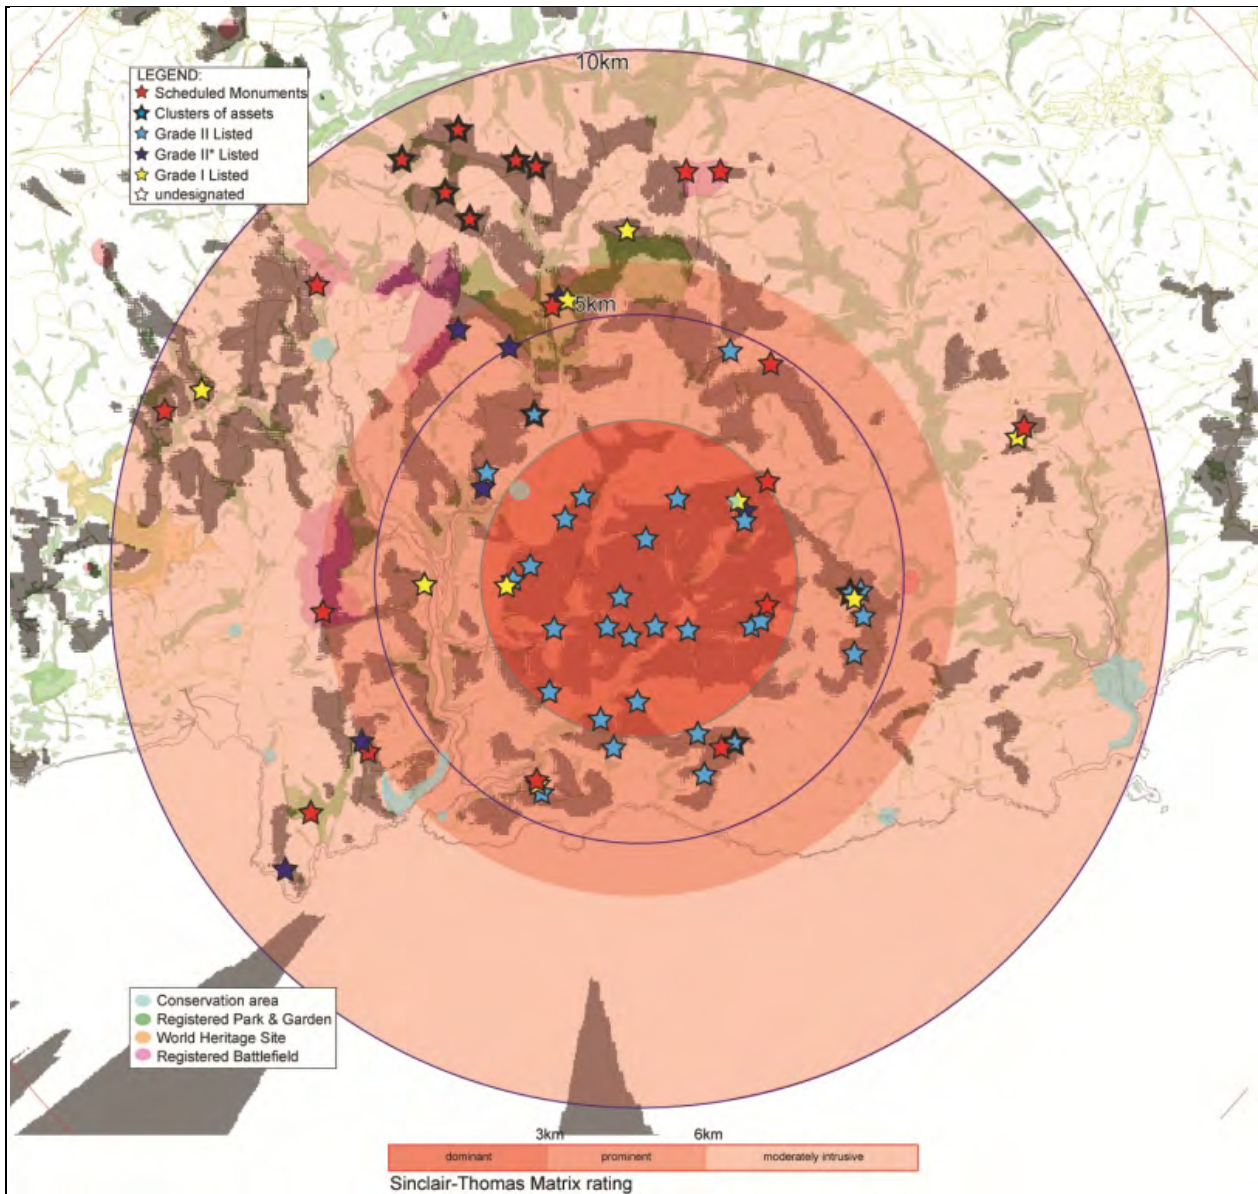 10km
LEGEND:
Scheduled Monuments
Clusters of assets
Grade II Listed
Grade II* Listed
Grade I Listed
undesignated
5km
Conservation area
Registered Park & Garden
World Heritage Site
Registered Battlefield
3km 6km
dominant prominent moderately intrusive
Sinclair-Thomas Matrix rating